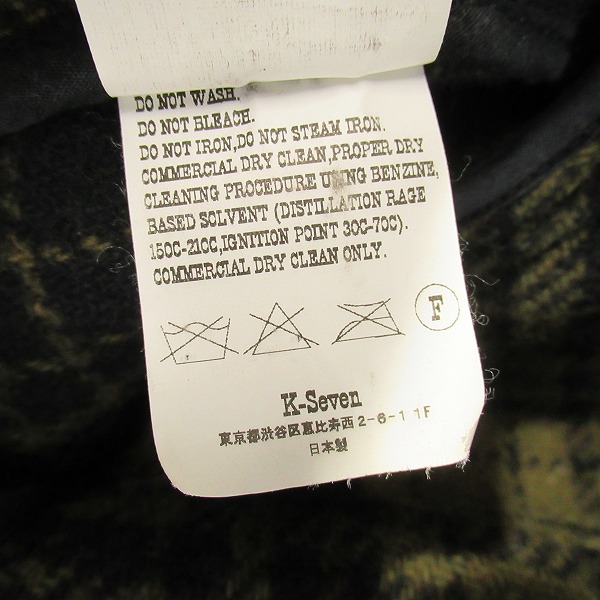 DO NOT WASH.
DO NOT BLEACH.
DO NOT IRON,DO NOT STEAM IRON.
COMMERCIAL DRY CLEAN,PROPER DRY
CLEANING PROCEDURE USING BENZINE,
BASED SOLVENT (DISTILLATION RAGE
150C-210C,IGNITION POINT 30C-70C).
COMMERCIAL DRY CLEAN ONLY.
F
K-Seven
東京都渋谷区恵比寿西2-6-1 1F
日本製